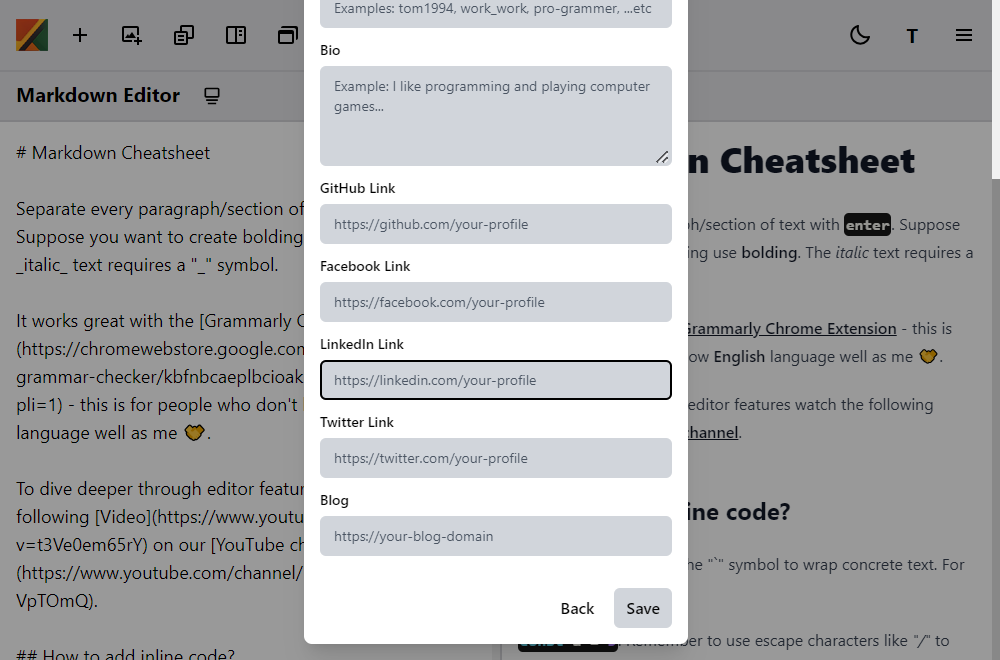 Examples: tom1994, work_work, pro-grammer, ...etc
T
Markdown Editor
Bio
Example: I like programming and playing computer
games...
GitHub Link
https://github.com/your-profile
Facebook Link
https://facebook.com/your-profile
LinkedIn Link
https://linkedin.com/your-profile
Twitter Link
https://twitter.com/your-profile
Blog
https://your-blog-domain
Back
Save
# Markdown Cheatsheet
Separate every paragraph/section of
Suppose you want to create bolding
_italic_ text requires a "_" symbol.
It works great with the [Grammarly C
(https://chromewebstore.google.com
grammar-checker/kbfnbcaeplbcioak
pli=1) - this is for people who don't
language well as me 🤝.
To dive deeper through editor featur
following [Video](https://www.youtu
v=t3Ve0em65rY) on our [YouTube ch
(https://www.youtube.com/channel/
VpTOmQ).
## How to add inline code?
n Cheatsheet
h/section of text with enter. Suppose
ing use bolding. The italic text requires a
Grammarly Chrome Extension - this is
ow English language well as me 🤝.
editor features watch the following
hannel.
ine code?
he "`" symbol to wrap concrete text. For
Remember to use escape characters like "/" to